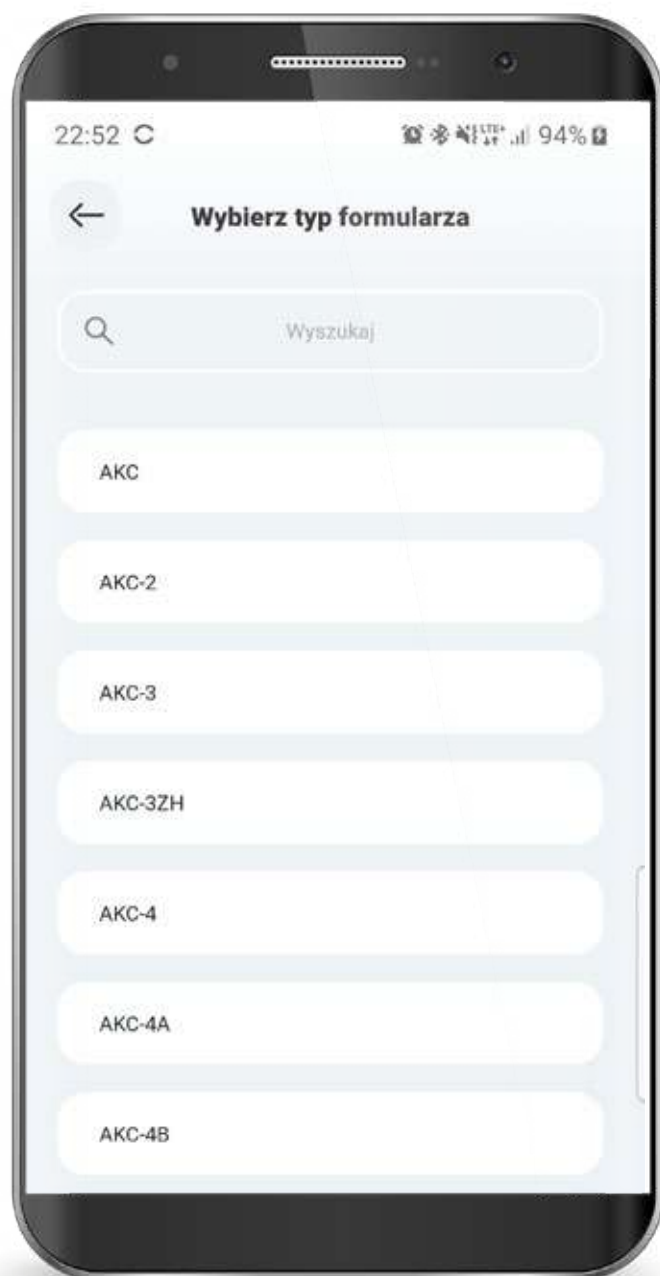 22:52 LTE+ 94%
Wybierz typ formularza
Wyszukaj
AKC
AKC-2
AKC-3
AKC-3ZH
AKC-4
AKC-4A
AKC-4B